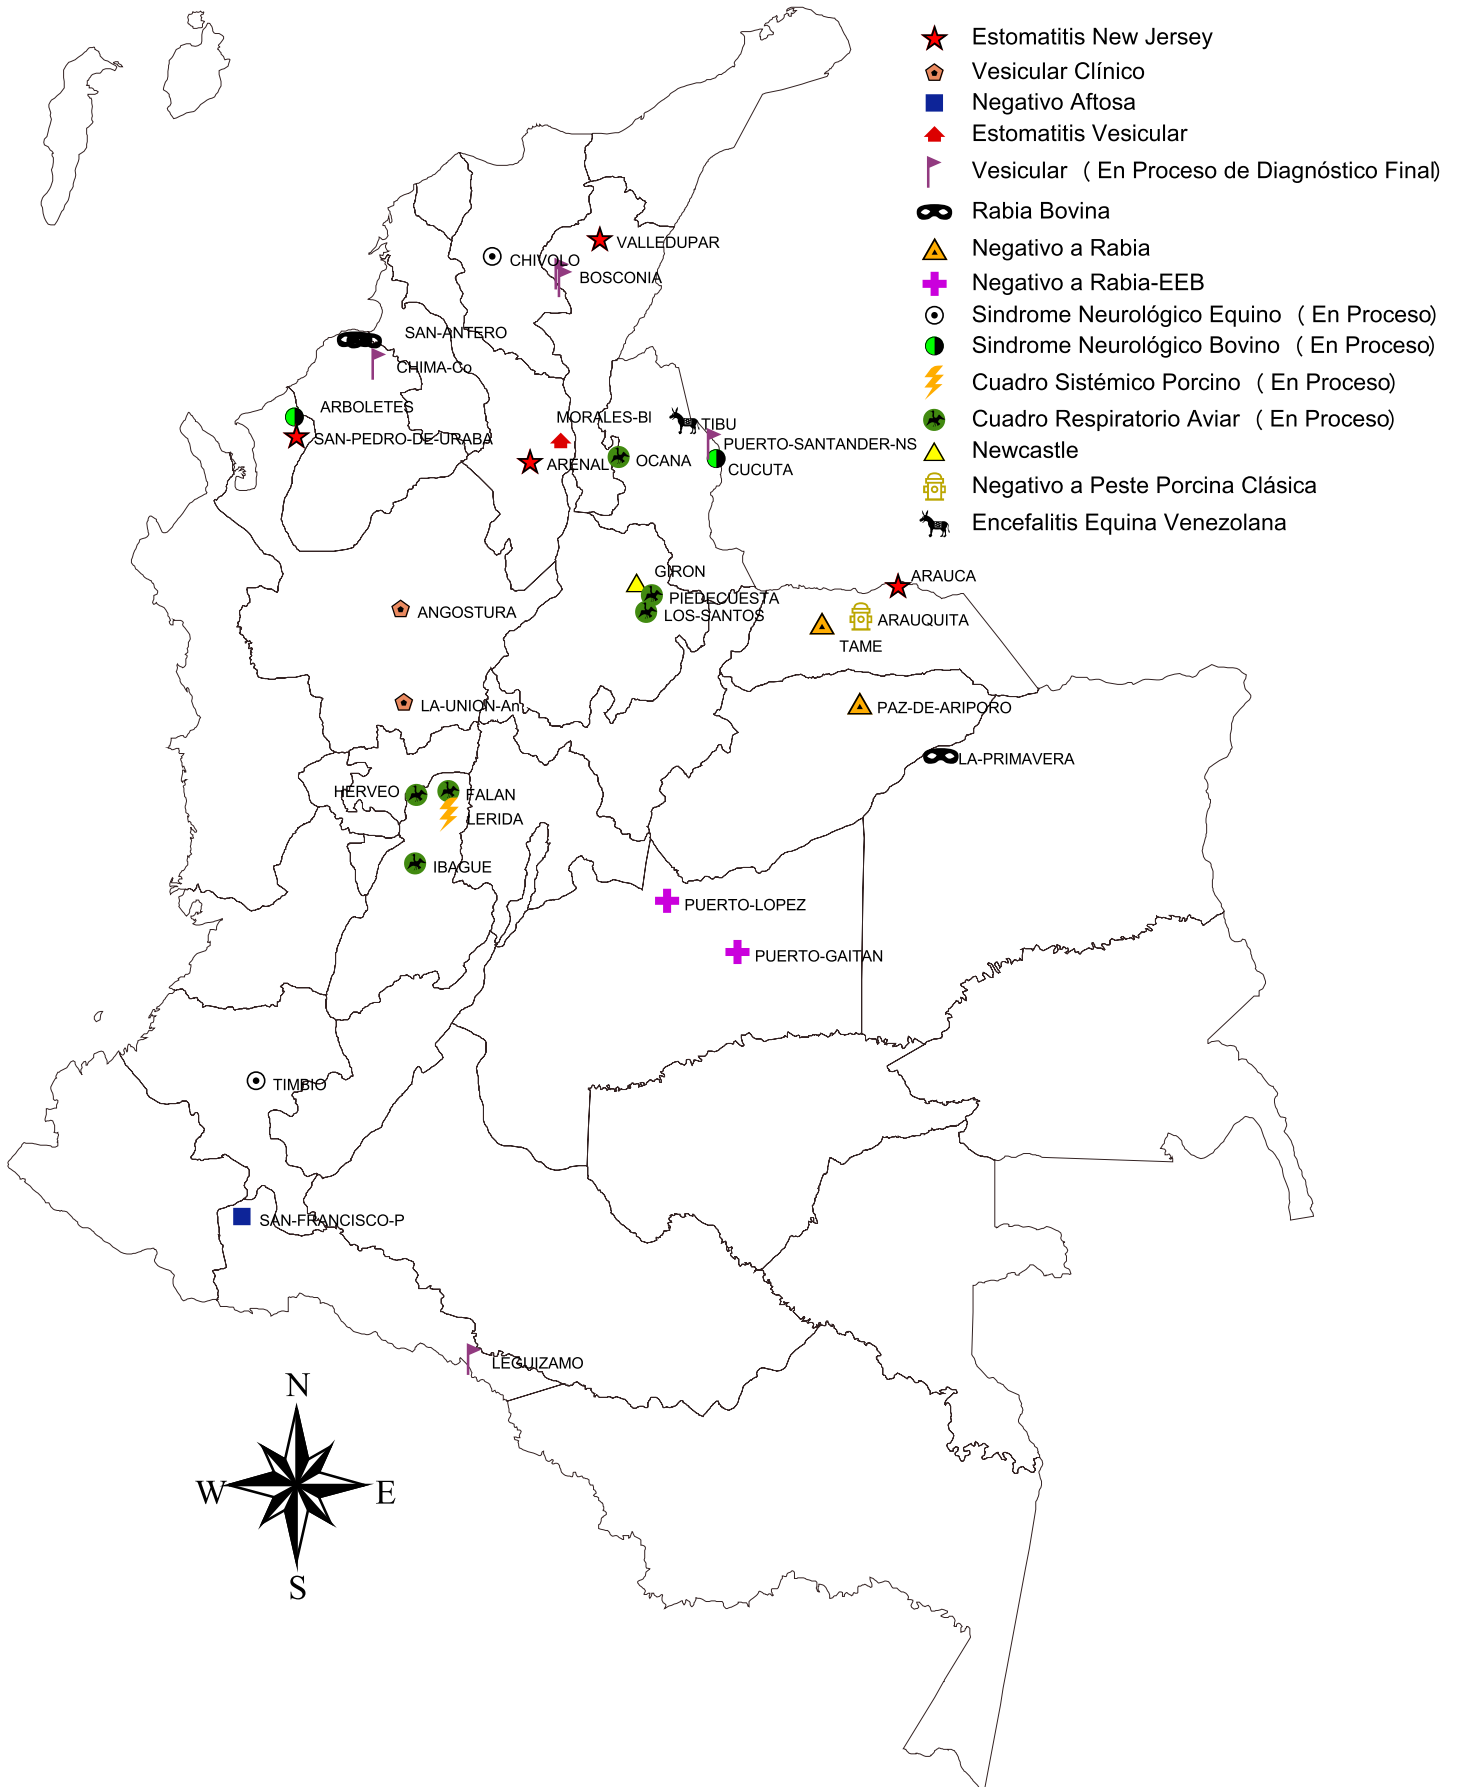 Estomatitis New Jersey
Vesicular Clínico
Negativo Aftosa
Estomatitis Vesicular
Vesicular ( En Proceso de Diagnóstico Final)
Rabia Bovina
Negativo a Rabia
Negativo a Rabia-EEB
Sindrome Neurológico Equino ( En Proceso)
Sindrome Neurológico Bovino ( En Proceso)
Cuadro Sistémico Porcino ( En Proceso)
Cuadro Respiratorio Aviar ( En Proceso)
Newcastle
Negativo a Peste Porcina Clásica
Encefalitis Equina Venezolana
VALLEDUPAR
CHIVOLO
BOSCONIA
SAN-ANTERO
CHIMA-Co
ARBOLETES
MORALES-Bl
TIBU
SAN-PEDRO-DE-URABA
PUERTO-SANTANDER-NS
ARENAL
OCANA
CUCUTA
GIRON
ARAUCA
PIEDECUESTA
ANGOSTURA
LOS-SANTOS
ARAUQUITA
TAME
LA-UNION-An
PAZ-DE-ARIPORO
LA-PRIMAVERA
HERVEO
FALAN
LERIDA
IBAGUE
PUERTO-LOPEZ
PUERTO-GAITAN
TIMBIO
SAN-FRANCISCO-P
LEGUIZAMO
N
W
E
S